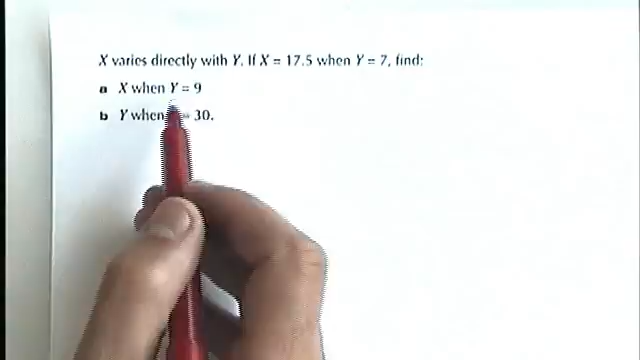 X varies directly with Y. If X = 17.5 when Y = 7, find:
a X when Y = 9
b Y when = 30.